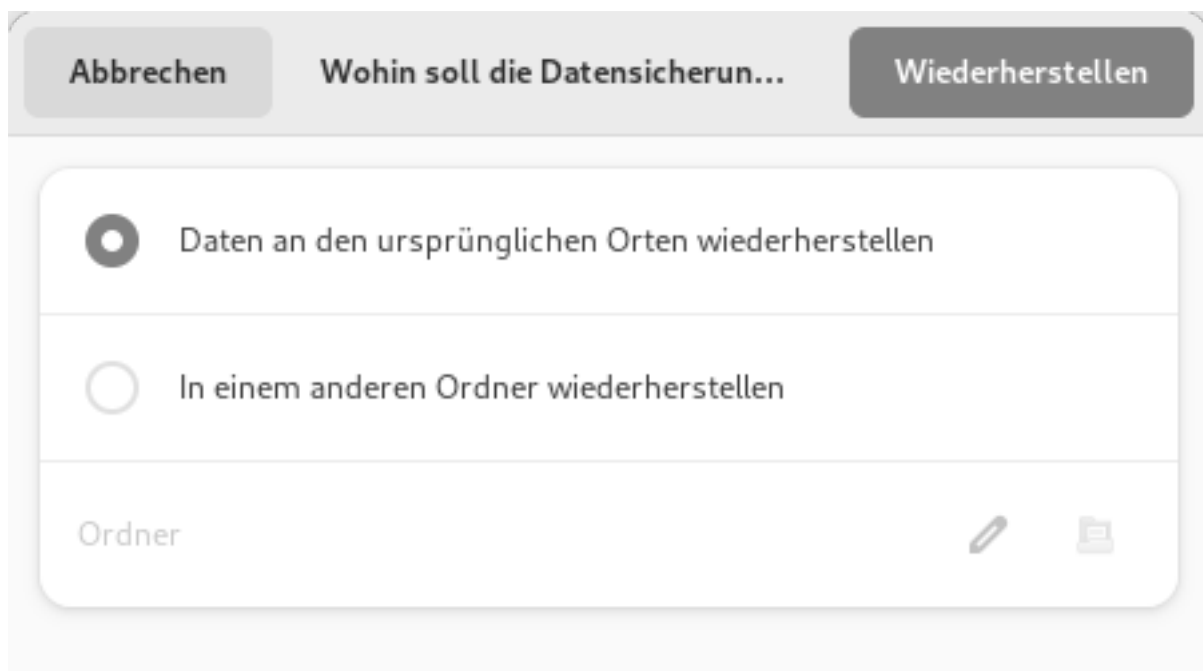 Abbrechen Wohin soll die Datensicherun... Wiederherstellen
Daten an den ursprünglichen Orten wiederherstellen
In einem anderen Ordner wiederherstellen
Ordner